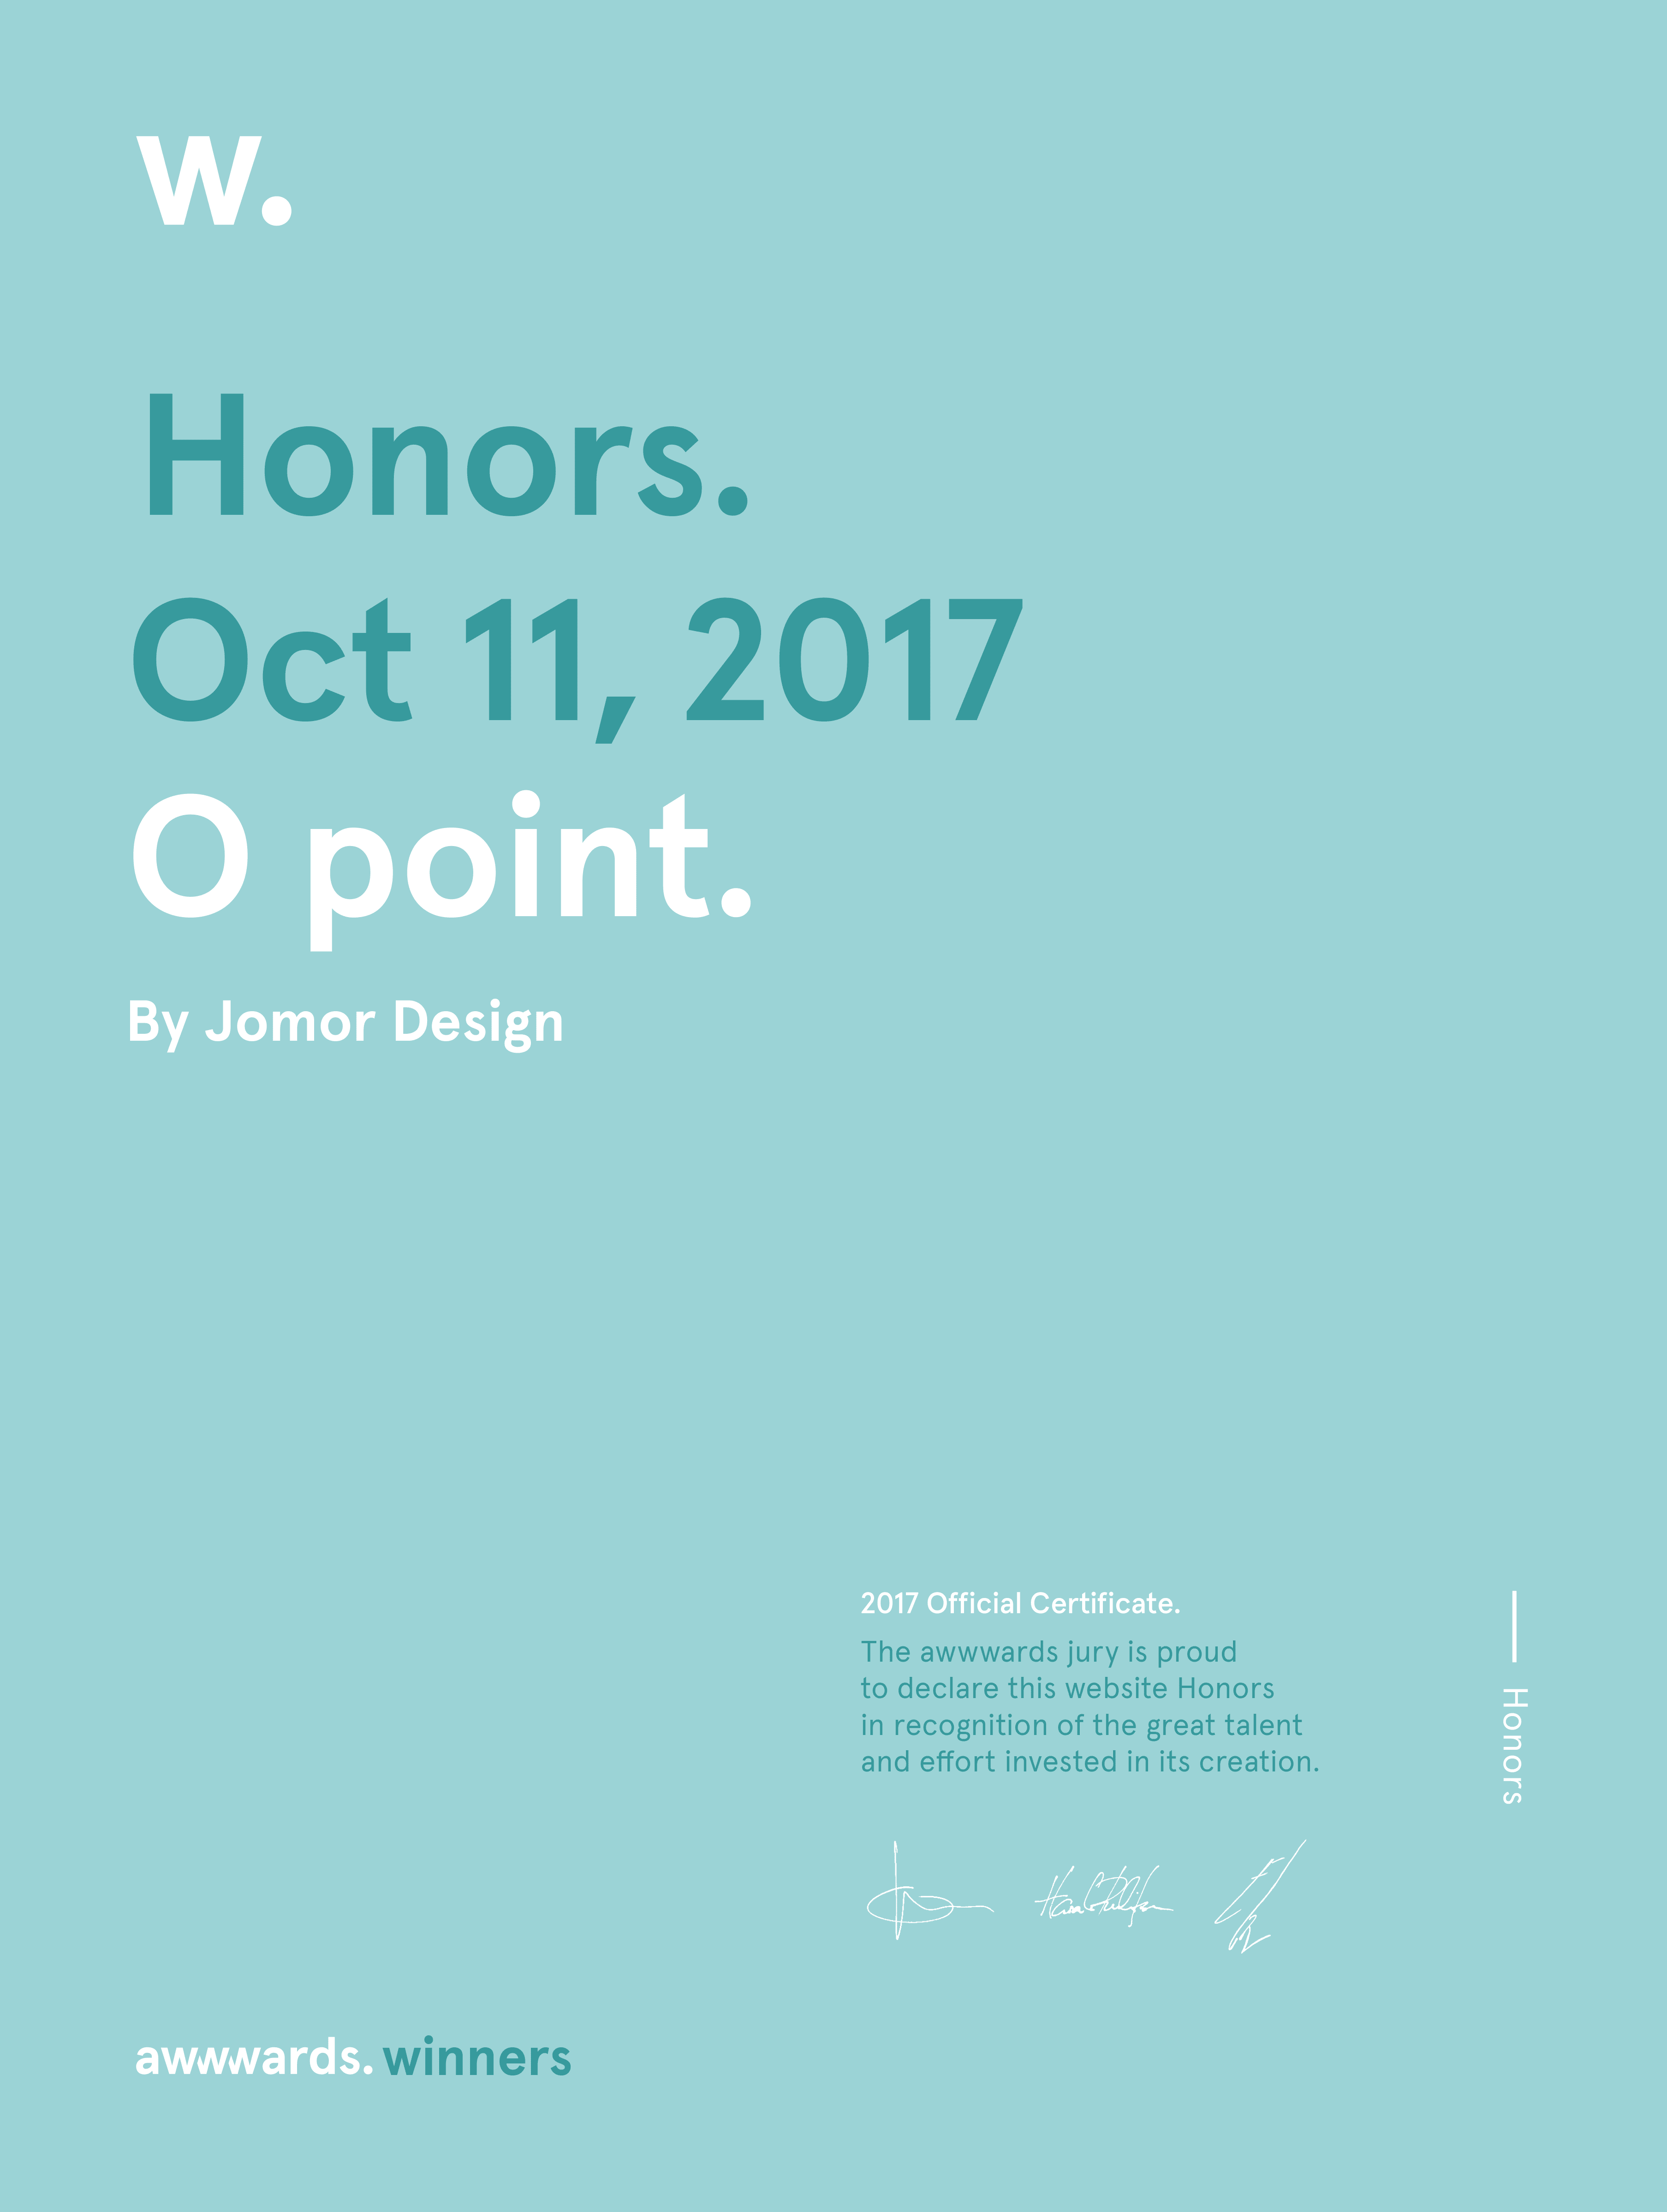 W.
Honors.
Oct 11, 2017
O point.
By Jomor Design
2017 Official Certificate.
The awwwards jury is proud
to declare this website Honors
in recognition of the great talent
and effort invested in its creation.
Honors
awwwards. winners